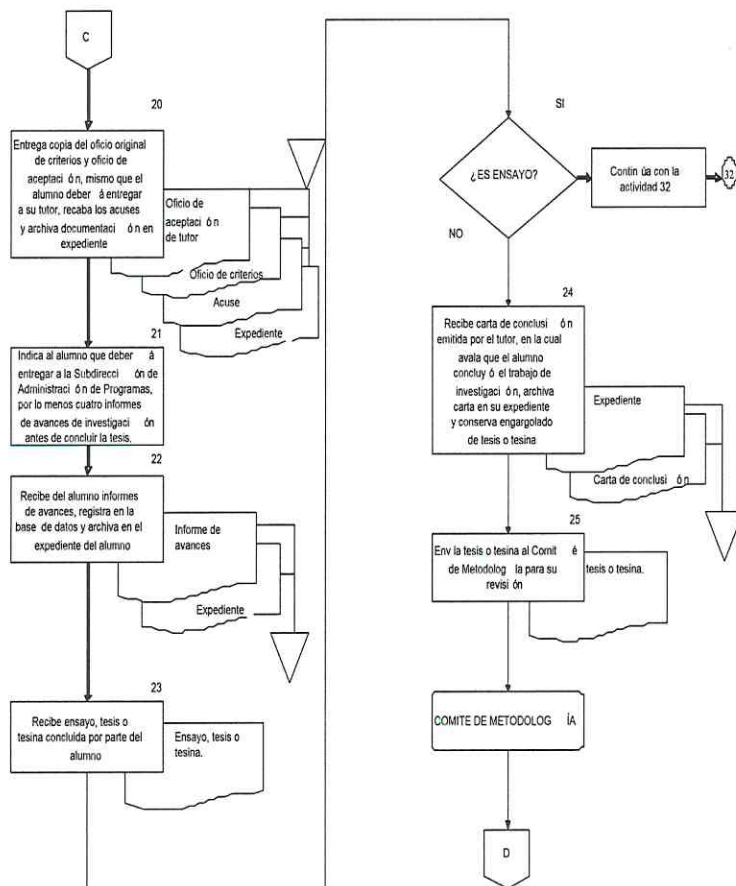 C
20
Entrega copia del oficio original
de criterios y oficio de
aceptaci ó n, mismo que el
alumno deber á entregar
a su tutor, recaba los acuses
y archiva documentaci ó n en
expediente
Oficio de
aceptaci ó n
de tutor
Oficio de criterios
Acuse
Expediente
21
Indica al alumno que deber á
entregar a la Subdirecci ón de
Administraci ón de Programas,
por lo menos cuatro informes
de avances de investigaci ón
antes de concluir la tesis.
22
Recibe del alumno informes
de avances, registra en la
base de datos y archiva en el
expediente del alumno
Informe de
avances
Expediente
23
Recibe ensayo, tesis o
tesina concluida por parte del
alumno
Ensayo, tesis o
tesina.
SI
¿ES ENSAYO?
Contin úa con la
actividad 32
32
NO
24
Recibe carta de conclusi ón
emitida por el tutor, en la cual
avala que el alumno
concluy ó el trabajo de
investigaci ón, archiva
carta en su expediente
y conserva engargolado
de tesis o tesina
Expediente
Carta de conclusi ó n
25
Env la tesis o tesina al Comit é
de Metodolog la para su
revisi ón
tesis o tesina.
COMITE DE METODOLOG ÍA
D